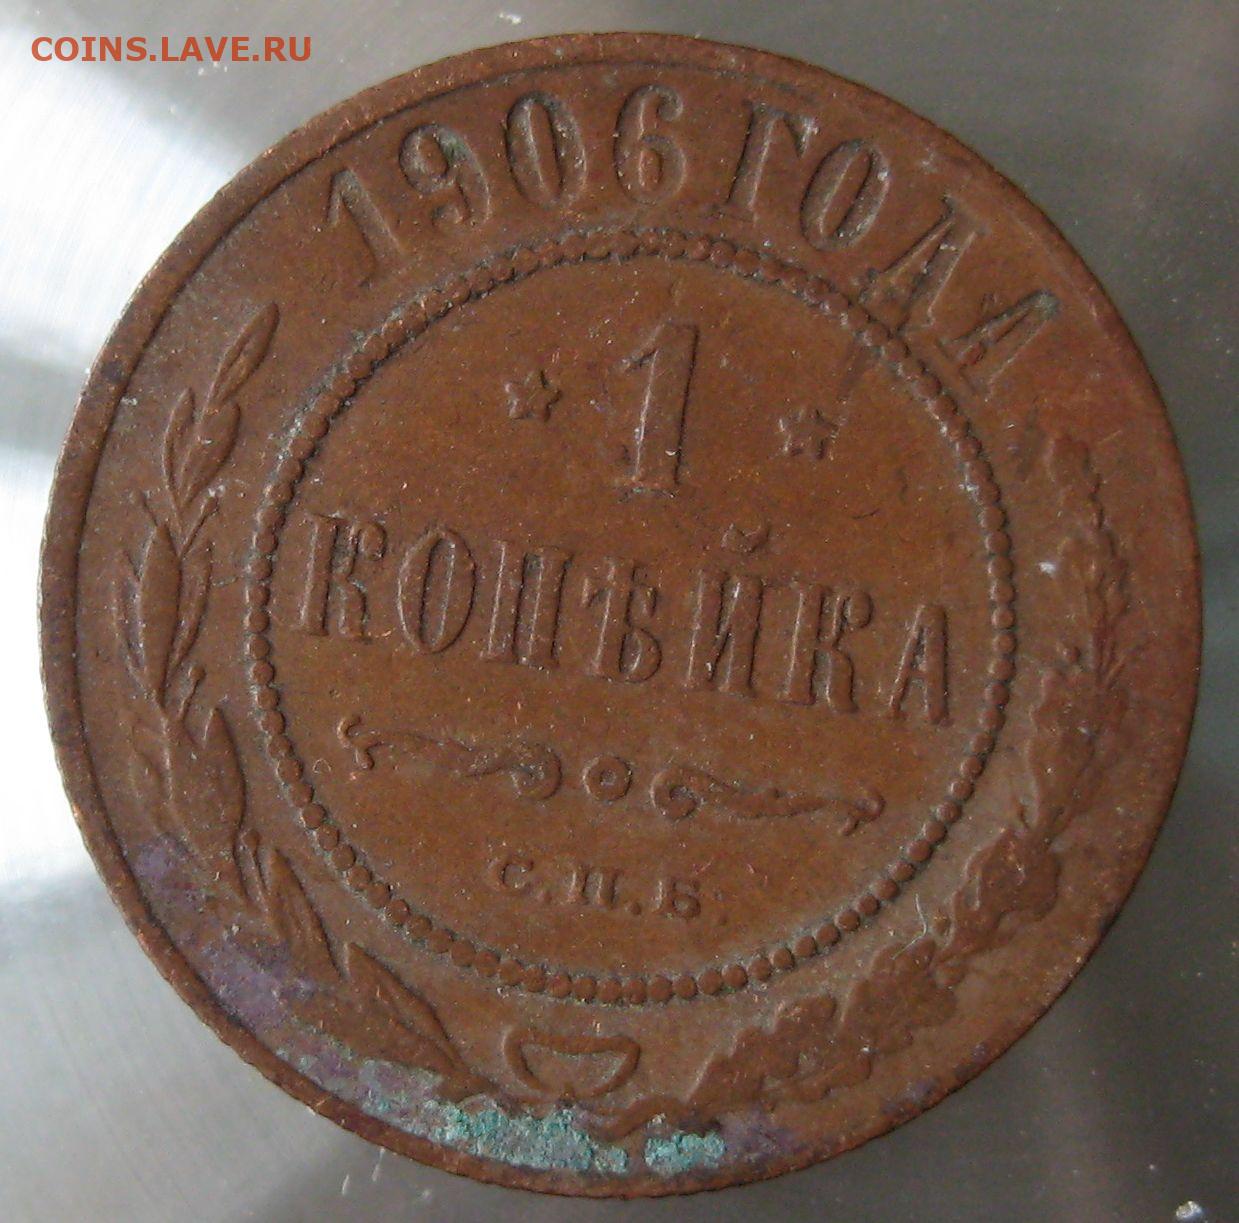 COINS.LAVE.RU
1906 ГОДА
1
КОПѢЙКА
С.П.Б.